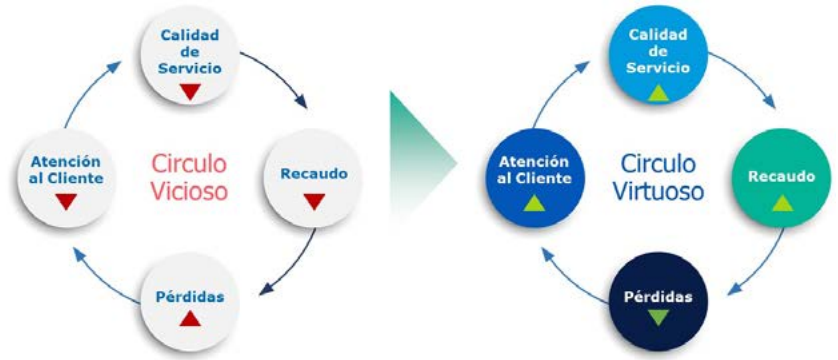 Calidad
de
Servicio
Atención
al Cliente
Circulo
Vicioso
Recaudo
Pérdidas
Calidad
de
Servicio
Atención
al Cliente
Circulo
Virtuoso
Recaudo
Pérdidas